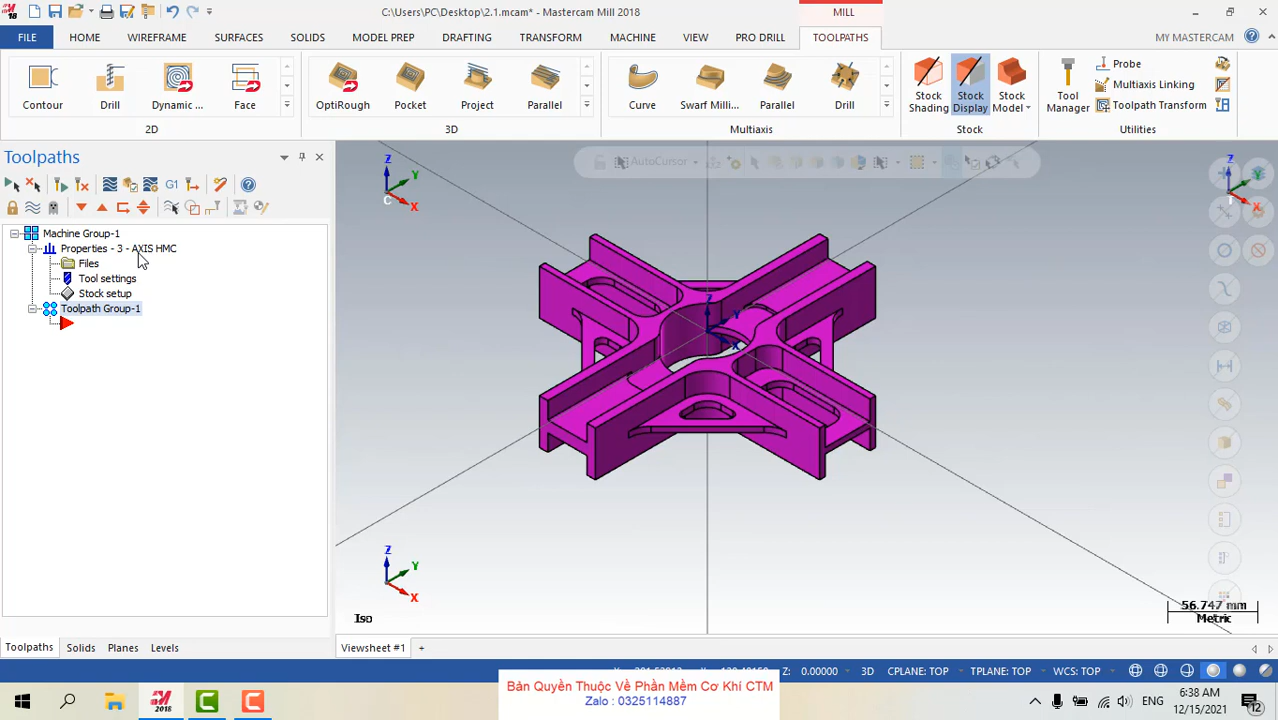 C:\Users\PC\Desktop\2.1.mcam* - Mastercam Mill 2018
MILL
FILE HOME WIREFRAME SURFACES SOLIDS MODEL PREP DRAFTING TRANSFORM MACHINE VIEW PRO DRILL TOOLPATHS MY MASTERCAM
Contour Drill Dynamic ... Face
2D
OptiRough Pocket Project Parallel
3D
Curve Swarf Milli... Parallel Drill
Multiaxis
Stock Shading Stock Display Stock Model
Stock
Tool Manager
Probe
Multiaxis Linking
Toolpath Transform
Utilities
Toolpaths
G1
AutoCursor
Machine Group-1
Properties - 3 - AXIS HMC
Files
Tool settings
Stock setup
Toolpath Group-1
Z
Y
X
C
Z
Y
X
T
Z
Y
X
Z
Y
X
Iso
56.747 mm
Metric
Toolpaths Solids Planes Levels
Viewsheet #1 +
Z: 0.00000 3D CPLANE: TOP TPLANE: TOP WCS: TOP
Bản Quyền Thuộc Về Phần Mềm Cơ Khí CTM
Zalo : 0325114887
2018
ENG
6:38 AM
12/15/2021
12